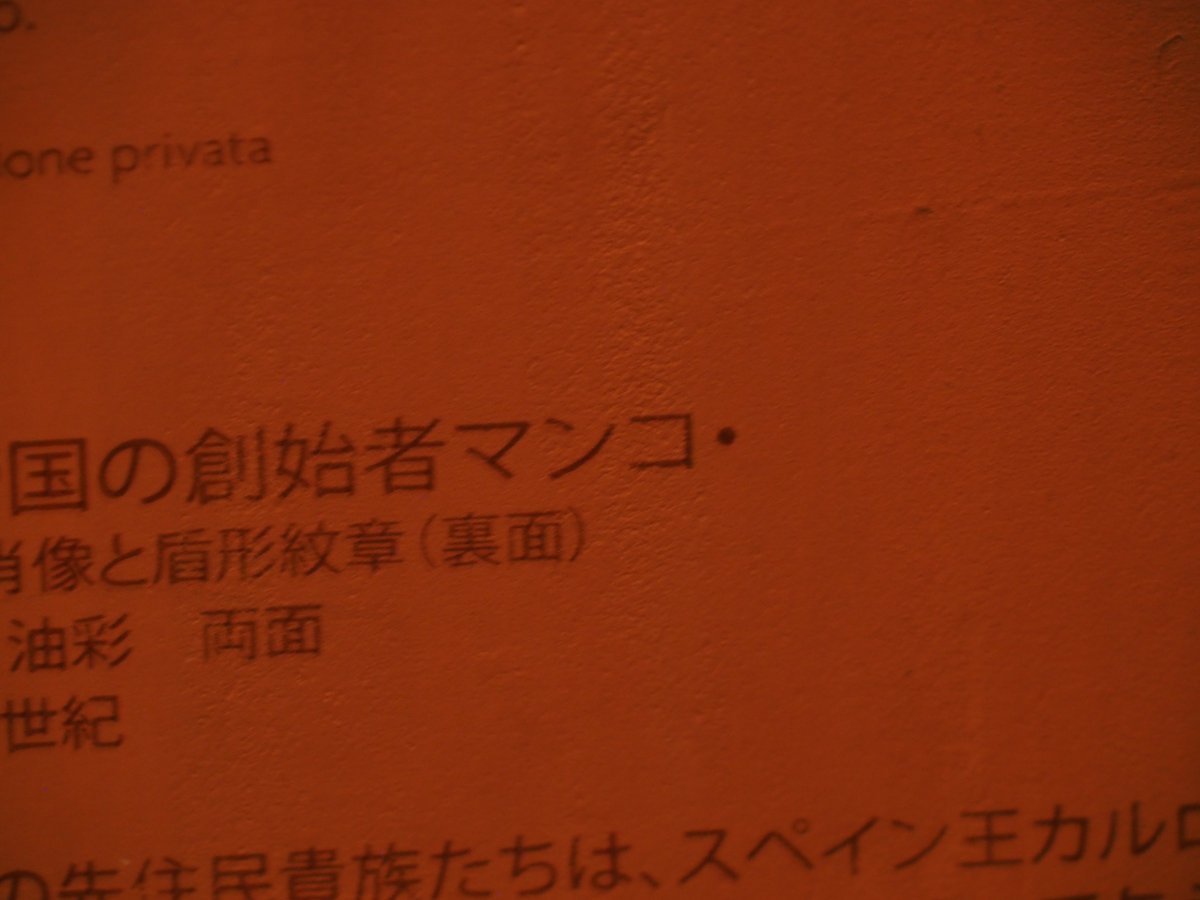 privata
国の創始者マンコ・
肖像と盾形紋章（裏面）
油彩　両面
世紀
の先住民貴族たちは、スペイン王カルロ